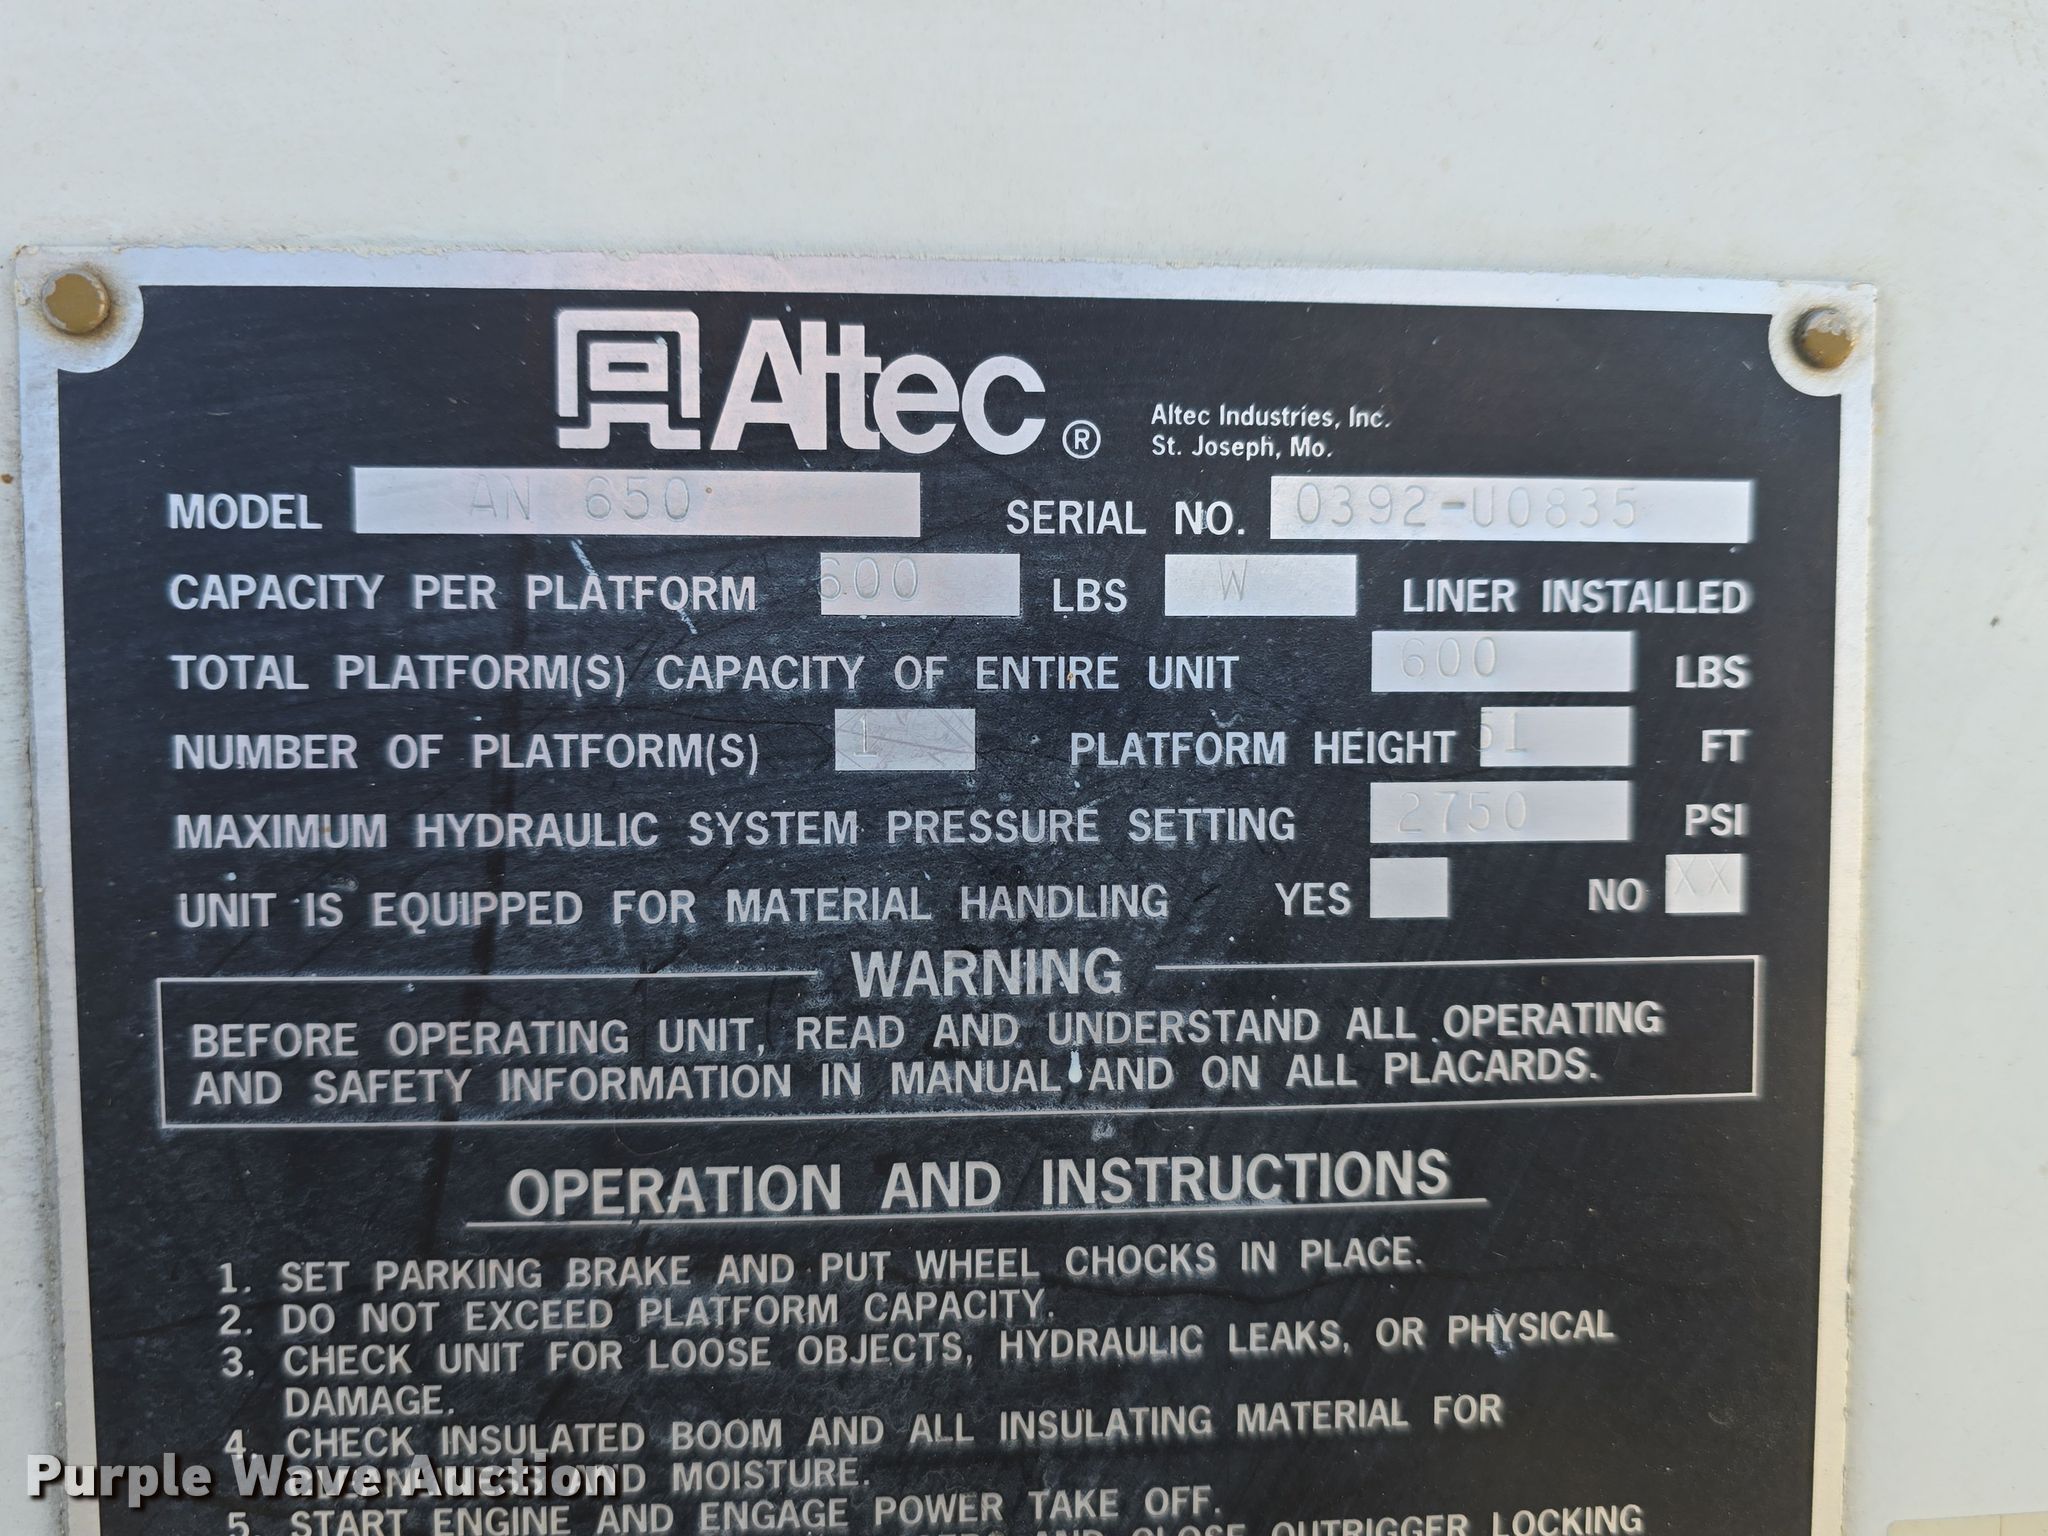 Altec®
Altec Industries, Inc.
St. Joseph, Mo.
MODEL AN 650 SERIAL NO. 0392-U0835
CAPACITY PER PLATFORM 600 LBS W LINER INSTALLED
TOTAL PLATFORM(S) CAPACITY OF ENTIRE UNIT 600 LBS
NUMBER OF PLATFORM(S) 1 PLATFORM HEIGHT FT
MAXIMUM HYDRAULIC SYSTEM PRESSURE SETTING 2750 PSI
UNIT IS EQUIPPED FOR MATERIAL HANDLING YES NO XX
WARNING
BEFORE OPERATING UNIT, READ AND UNDERSTAND ALL OPERATING
AND SAFETY INFORMATION IN MANUAL AND ON ALL PLACARDS.
OPERATION AND INSTRUCTIONS
1. SET PARKING BRAKE AND PUT WHEEL CHOCKS IN PLACE.
2. DO NOT EXCEED PLATFORM CAPACITY.
3. CHECK UNIT FOR LOOSE OBJECTS, HYDRAULIC LEAKS, OR PHYSICAL
DAMAGE.
4. CHECK INSULATED BOOM AND ALL INSULATING MATERIAL FOR
AND MOISTURE.
5. START ENGINE AND ENGAGE POWER TAKE OFF.
AND CLOSE OUTRIGGER LOCKING
Purple Wave Auction